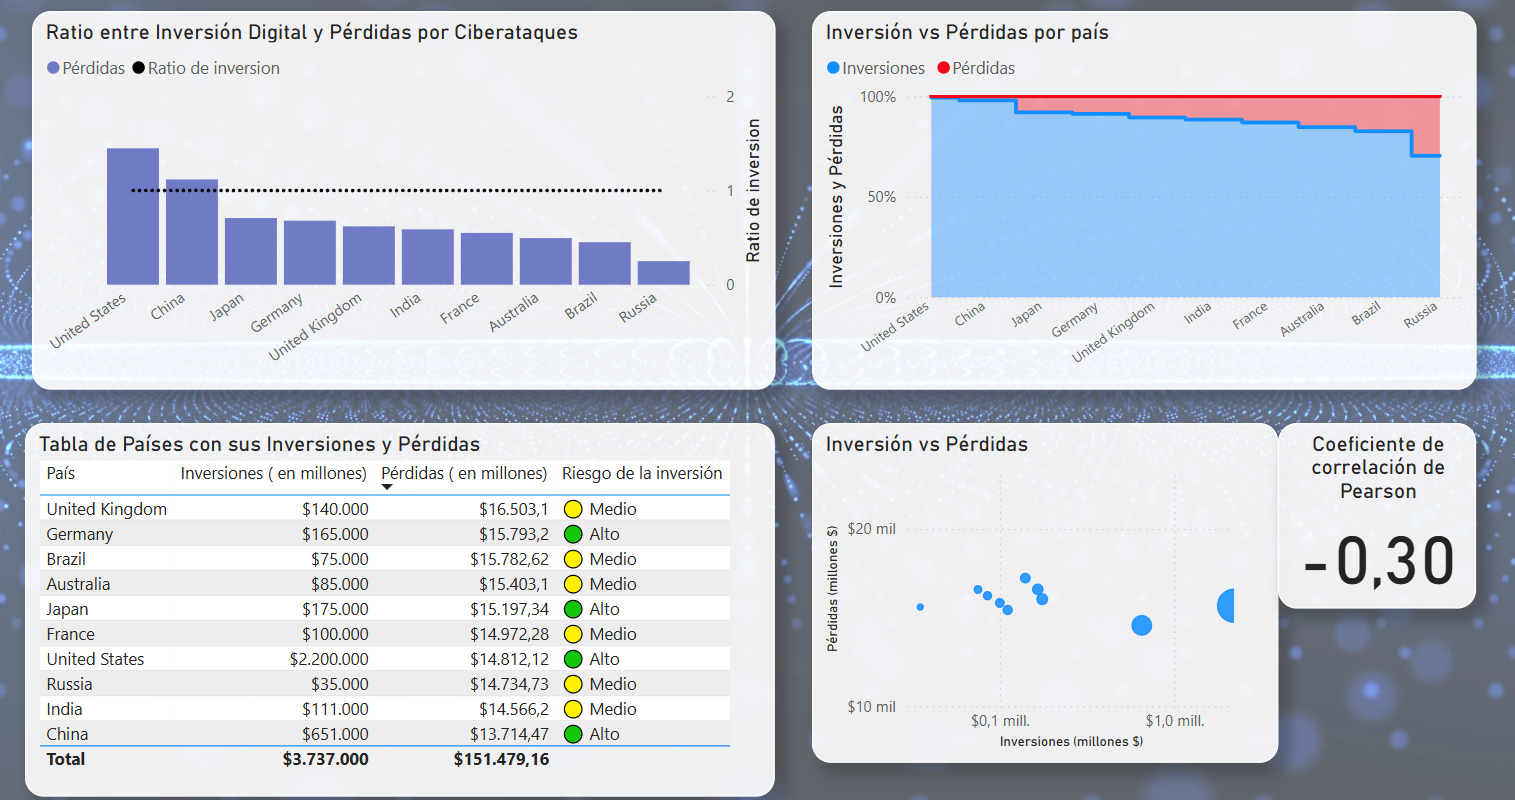 Ratio entre Inversión Digital y Pérdidas por Ciberataques
Pérdidas Ratio de inversion
2
1
0
Ratio de inversion
United States China Japan Germany United Kingdom India France Australia Brazil Russia
Inversión vs Pérdidas por país
Inversiones Pérdidas
100%
50%
0%
Inversiones y Pérdidas
United States China Japan Germany United Kingdom India France Australia Brazil Russia
Tabla de Países con sus Inversiones y Pérdidas
País Inversiones ( en millones) Pérdidas ( en millones) Riesgo de la inversión
United Kingdom $140.000 $16.503,1 Medio
Germany $165.000 $15.793,2 Alto
Brazil $75.000 $15.782,62 Medio
Australia $85.000 $15.403,1 Medio
Japan $175.000 $15.197,34 Alto
France $100.000 $14.972,28 Medio
United States $2.200.000 $14.812,12 Alto
Russia $35.000 $14.734,73 Medio
India $111.000 $14.566,2 Medio
China $651.000 $13.714,47 Alto
Total $3.737.000 $151.479,16
Inversión vs Pérdidas
Pérdidas (millones $)
$20 mil
$10 mil
$0,1 mill. $1,0 mill.
Inversiones (millones $)
Coeficiente de
correlación de
Pearson
-0,30